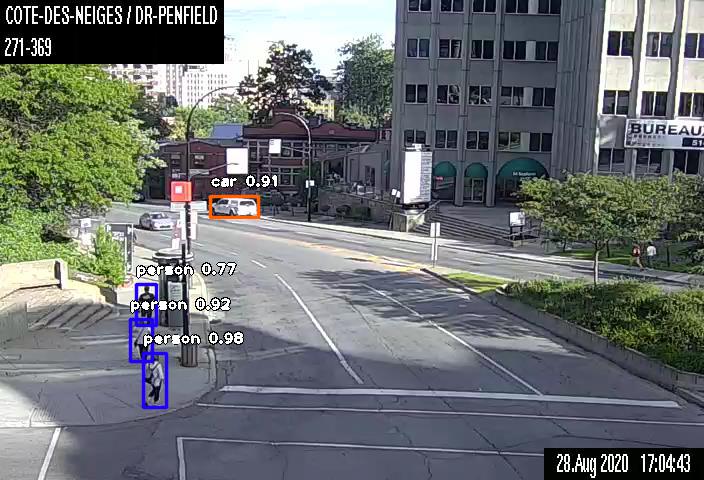 COTE-DES-NEIGES / DR-PENFIELD
271-369
BUREAUX
car 0.91
person 0.77
person 0.92
person 0.98
28.Aug 2020 17:04:43